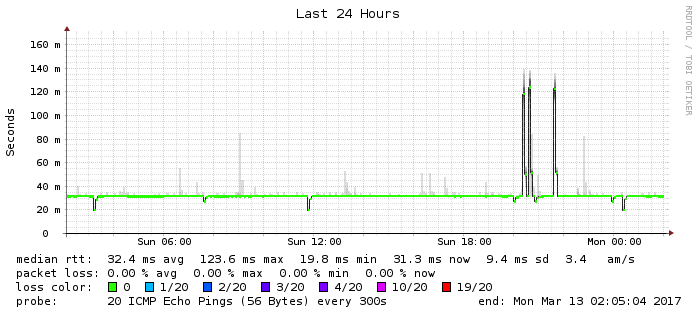 Last 24 Hours
RRDTOOL / TOBI OETIKER
Seconds
160 m
140 m
120 m
100 m
80 m
60 m
40 m
20 m
0
Sun 06:00 Sun 12:00 Sun 18:00 Mon 00:00
median rtt: 32.4 ms avg 123.6 ms max 19.8 ms min 31.3 ms now 9.4 ms sd 3.4 am/s
packet loss: 0.00 % avg 0.00 % max 0.00 % min 0.00 % now
loss color: 0 1/20 2/20 3/20 4/20 10/20 19/20
probe: 20 ICMP Echo Pings (56 Bytes) every 300s end: Mon Mar 13 02:05:04 2017